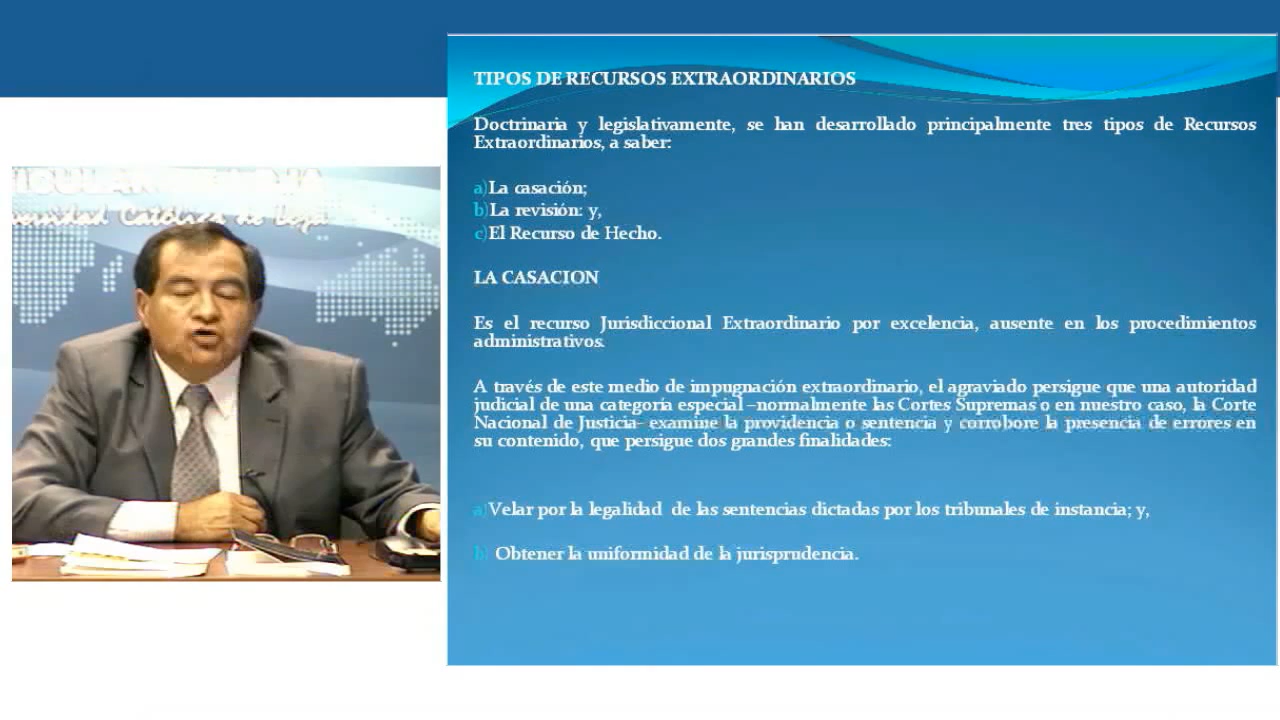 Universidad Católica de Loja
TIPOS DE RECURSOS EXTRAORDINARIOS
Doctrinaria y legislativamente, se han desarrollado principalmente tres tipos de Recursos
Extraordinarios, a saber:
a)La casación;
b)La revisión: y,
c)El Recurso de Hecho.
LA CASACION
Es el recurso Jurisdiccional Extraordinario por excelencia, ausente en los procedimientos
administrativos.
A través de este medio de impugnación extraordinario, el agraviado persigue que una autoridad
judicial de una categoría especial –normalmente las Cortes Supremas o en nuestro caso, la Corte
Nacional de Justicia– examine la providencia o sentencia y corrobore la presencia de errores en
su contenido, que persigue dos grandes finalidades:
a)Velar por la legalidad de las sentencias dictadas por los tribunales de instancia; y,
b) Obtener la uniformidad de la jurisprudencia.